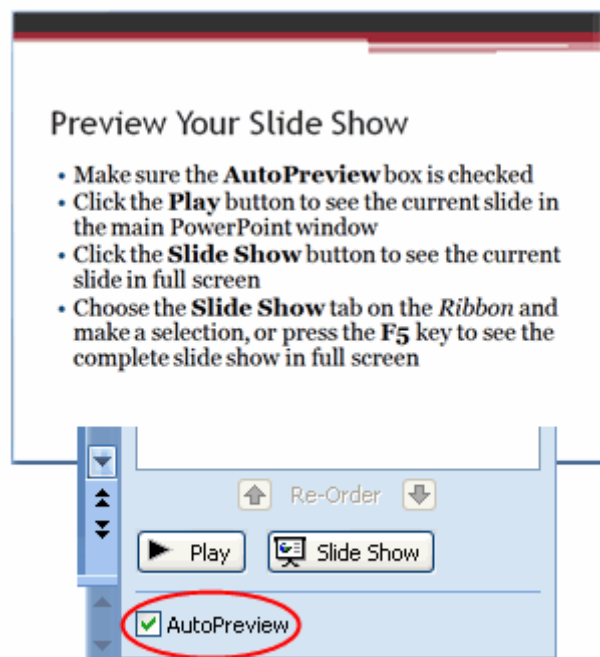 Preview Your Slide Show
• Make sure the AutoPreview box is checked
• Click the Play button to see the current slide in
the main PowerPoint window
• Click the Slide Show button to see the current
slide in full screen
• Choose the Slide Show tab on the Ribbon and
make a selection, or press the F5 key to see the
complete slide show in full screen
Re-Order
Play Slide Show
AutoPreview